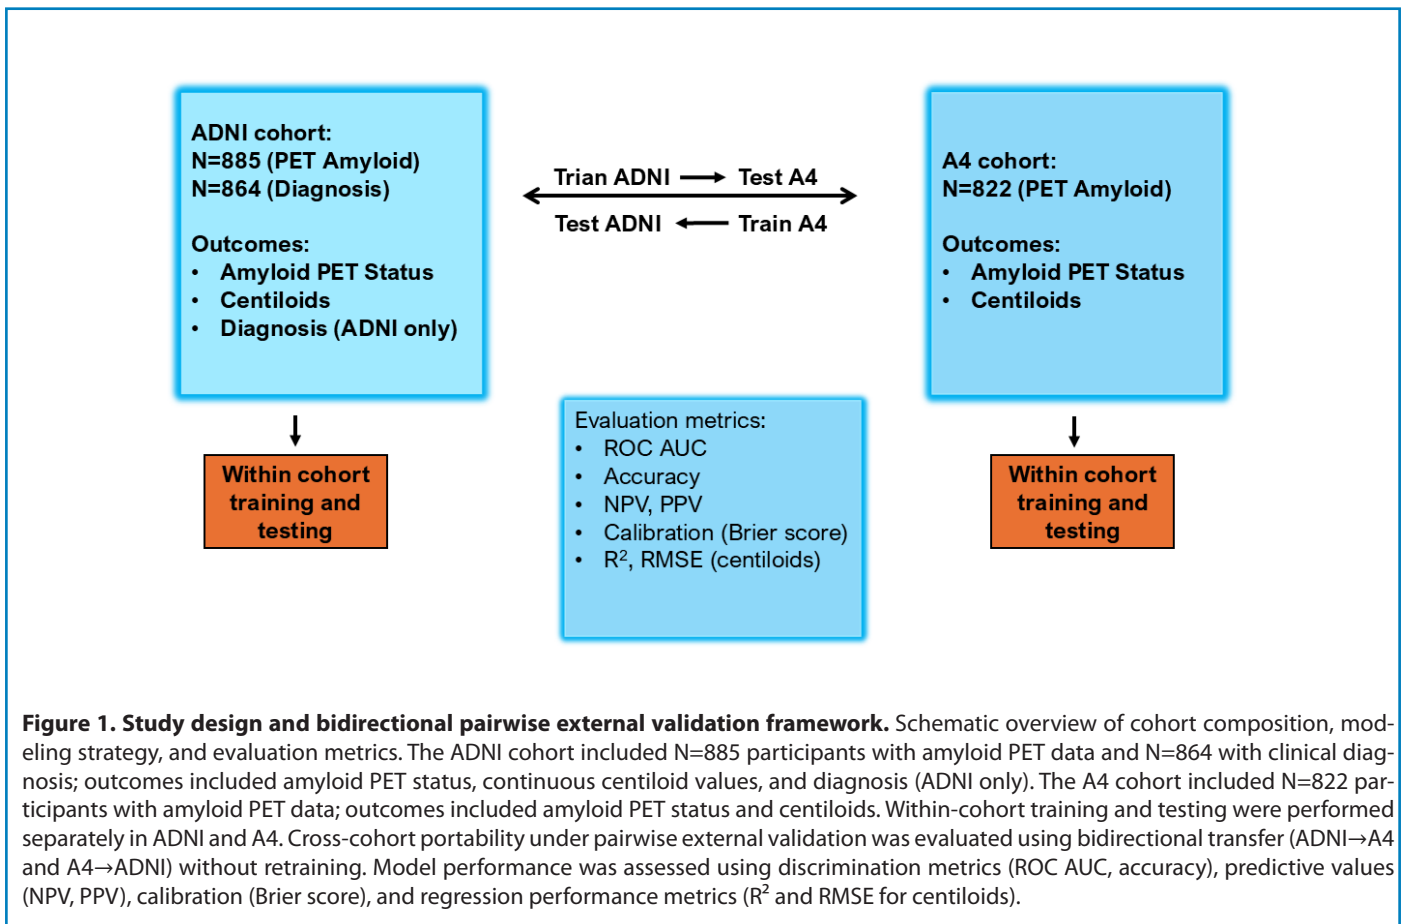 ADNI cohort:
N=885 (PET Amyloid)
N=864 (Diagnosis)
Outcomes:
• Amyloid PET Status
• Centiloids
• Diagnosis (ADNI only)
Trian ADNI → Test A4
Test ADNI ← Train A4
A4 cohort:
N=822 (PET Amyloid)
Outcomes:
• Amyloid PET Status
• Centiloids
Within cohort
training and
testing
Evaluation metrics:
• ROC AUC
• Accuracy
• NPV, PPV
• Calibration (Brier score)
• R², RMSE (centiloids)
Within cohort
training and
testing
Figure 1. Study design and bidirectional pairwise external validation framework. Schematic overview of cohort composition, mod-
eling strategy, and evaluation metrics. The ADNI cohort included N=885 participants with amyloid PET data and N=864 with clinical diag-
nosis; outcomes included amyloid PET status, continuous centiloid values, and diagnosis (ADNI only). The A4 cohort included N=822 par-
ticipants with amyloid PET data; outcomes included amyloid PET status and centiloids. Within-cohort training and testing were performed
separately in ADNI and A4. Cross-cohort portability under pairwise external validation was evaluated using bidirectional transfer (ADNI→A4
and A4→ADNI) without retraining. Model performance was assessed using discrimination metrics (ROC AUC, accuracy), predictive values
(NPV, PPV), calibration (Brier score), and regression performance metrics (R² and RMSE for centiloids).